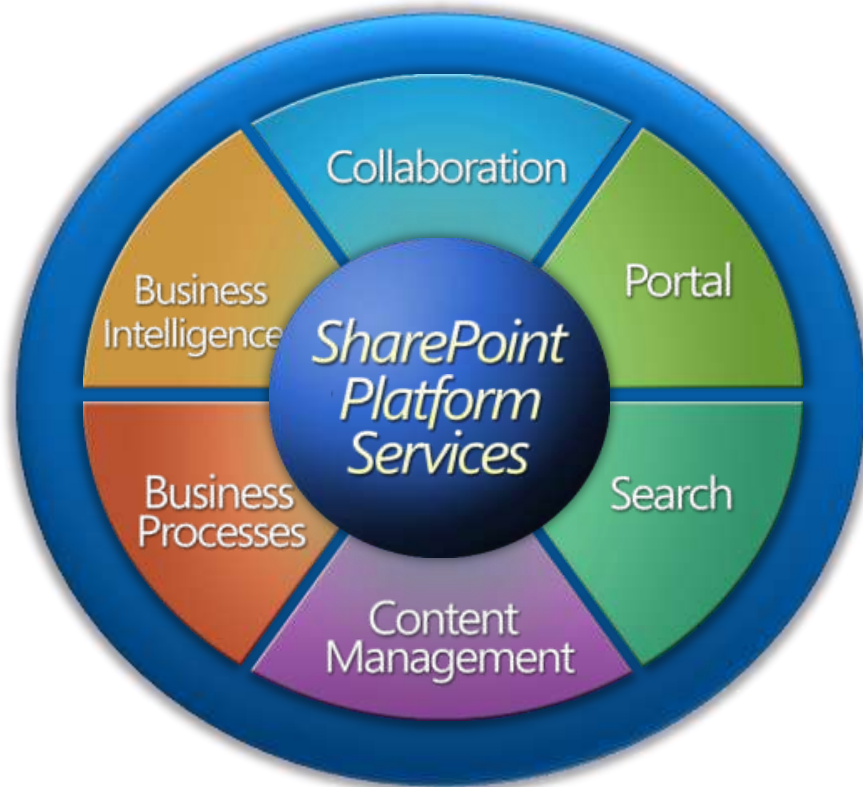 Collaboration
Portal
Search
Content
Management
Business
Processes
Business
Intelligence
SharePoint
Platform
Services